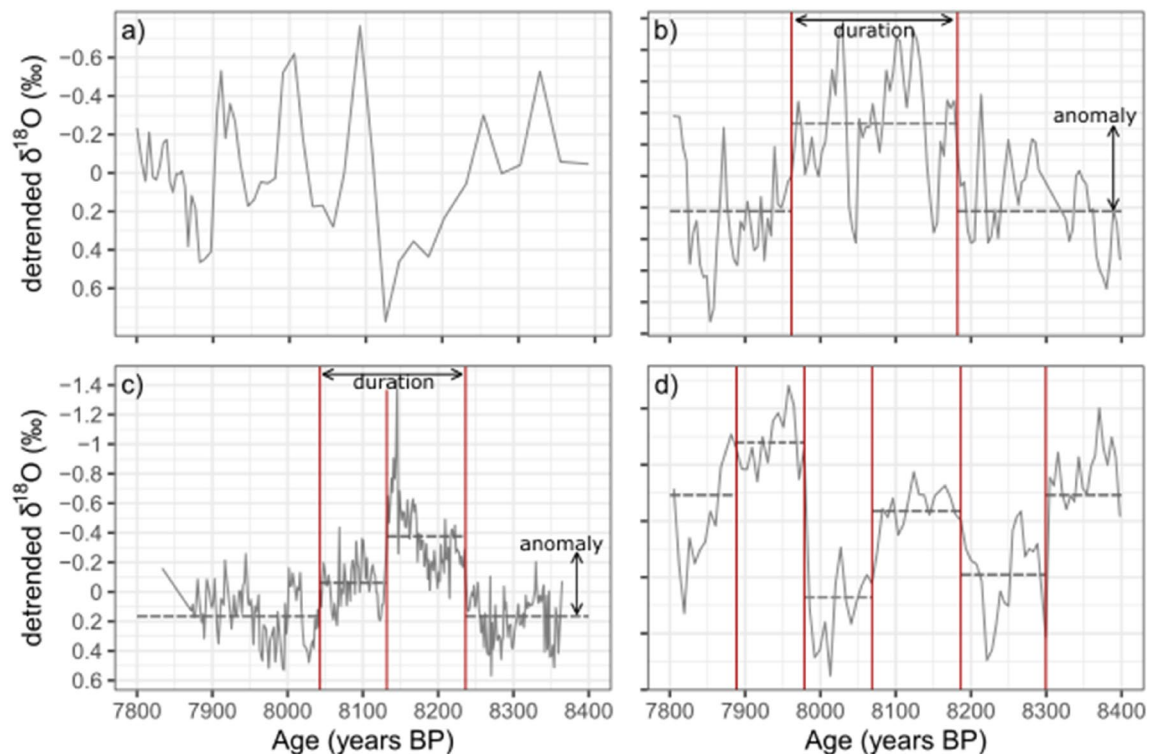 a)
detrended δ18O (‰)
−0.6
−0.4
−0.2
0
0.2
0.4
0.6
b)
duration
anomaly
c)
detrended δ18O (‰)
−1.4
−1.2
−1
−0.8
−0.6
−0.4
−0.2
0
0.2
0.4
0.6
duration
anomaly
7800 7900 8000 8100 8200 8300 8400
Age (years BP)
d)
7800 7900 8000 8100 8200 8300 8400
Age (years BP)